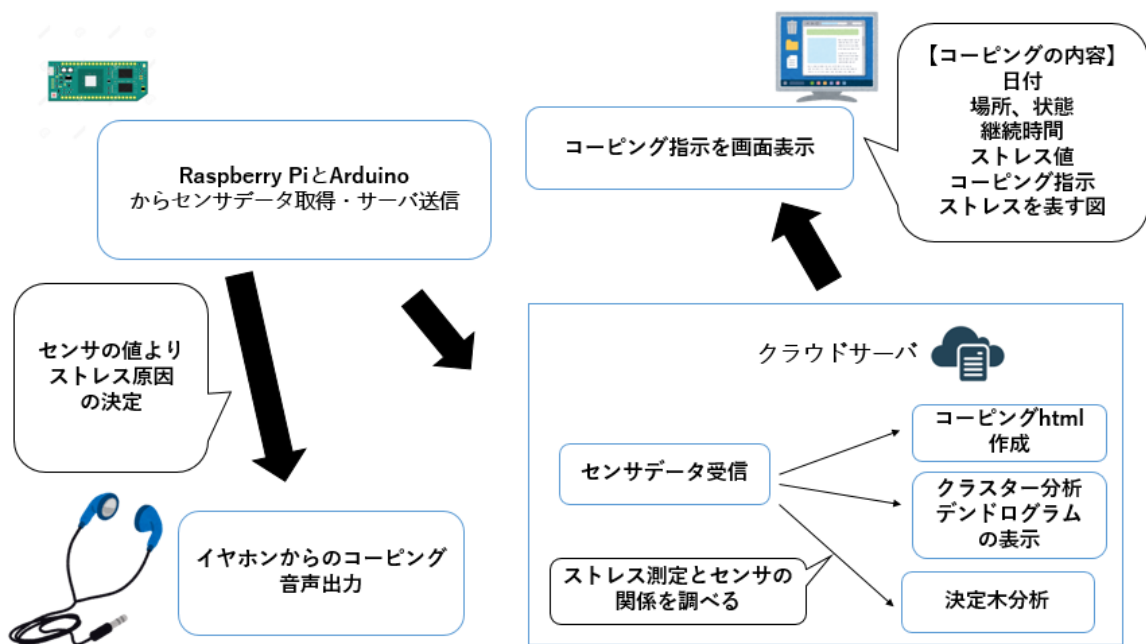 Raspberry PiとArduino
からセンサデータ取得・サーバ送信
コーピング指示を画面表示
【コーピングの内容】
日付
場所、状態
継続時間
ストレス値
コーピング指示
ストレスを表す図
センサの値より
ストレス原因
の決定
イヤホンからのコーピング
音声出力
クラウドサーバ
センサデータ受信
コーピングhtml
作成
クラスター分析
デンドログラム
の表示
ストレス測定とセンサの
関係を調べる
決定木分析